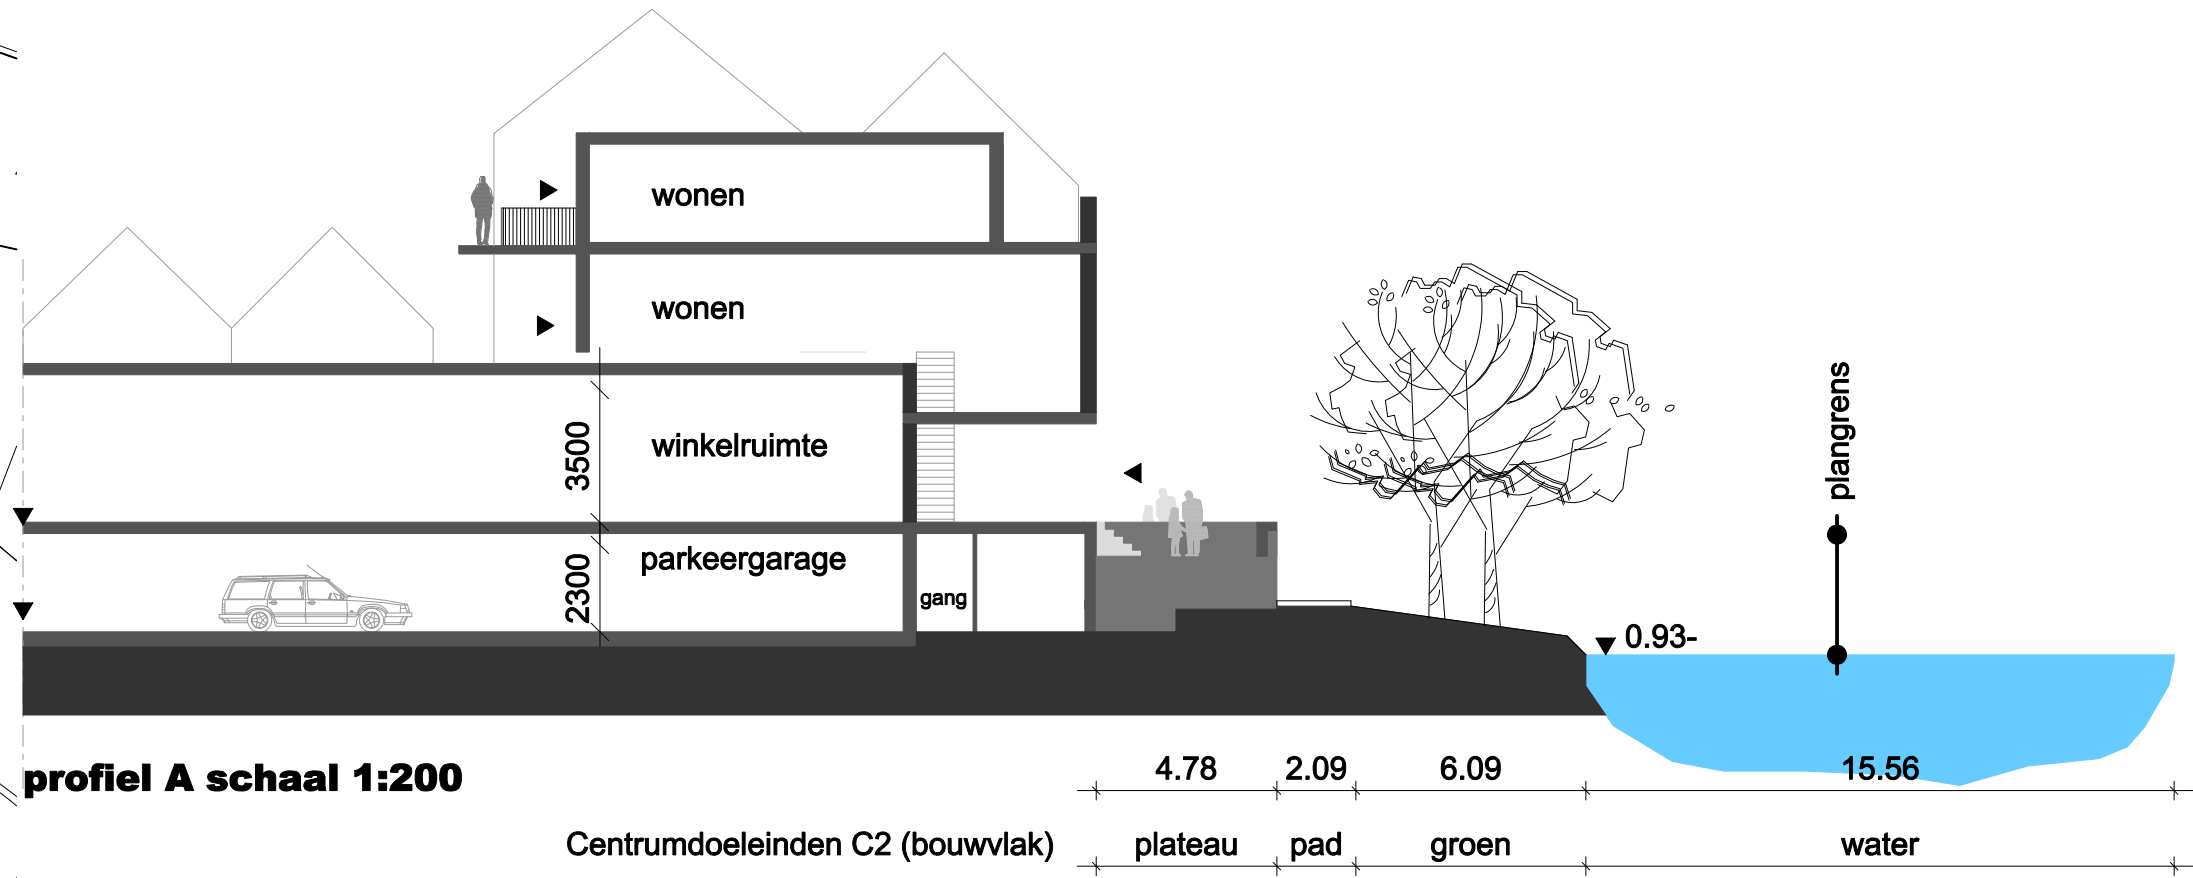 wonen
wonen
plangrens
3500
winkelruimte
2300
parkeergarage
gang
0.93-
profiel A schaal 1:200
4.78 2.09 6.09 15.56
Centrumdoeleinden C2 (bouwvlak) plateau pad groen water